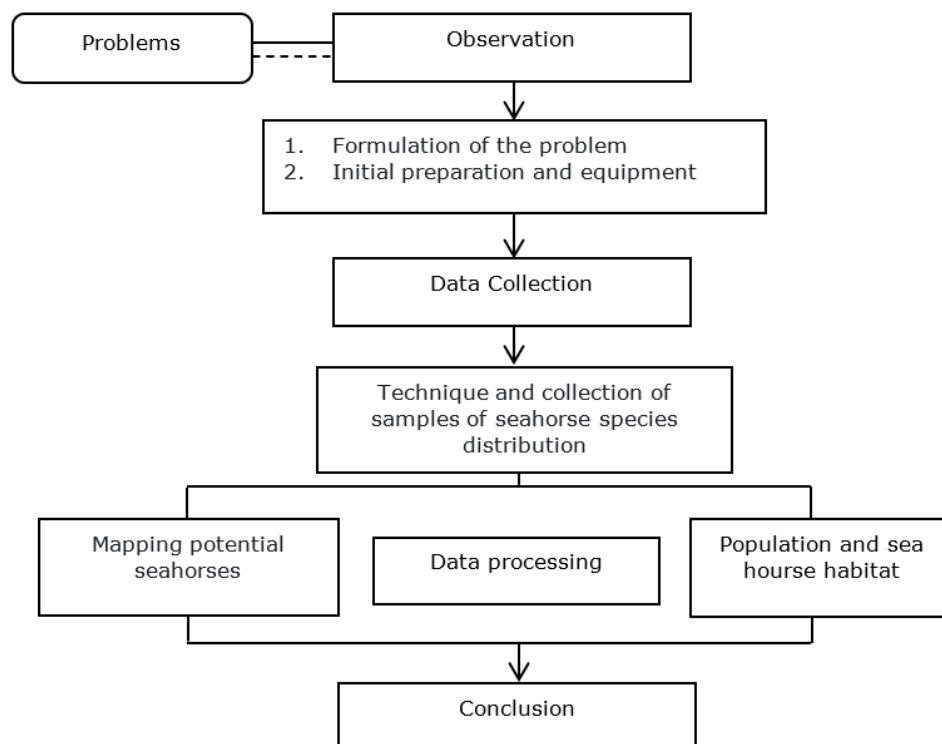 Problems
Observation
1. Formulation of the problem
2. Initial preparation and equipment
Data Collection
Technique and collection of
samples of seahorse species
distribution
Mapping potential
seahorses
Data processing
Population and sea
hourse habitat
Conclusion